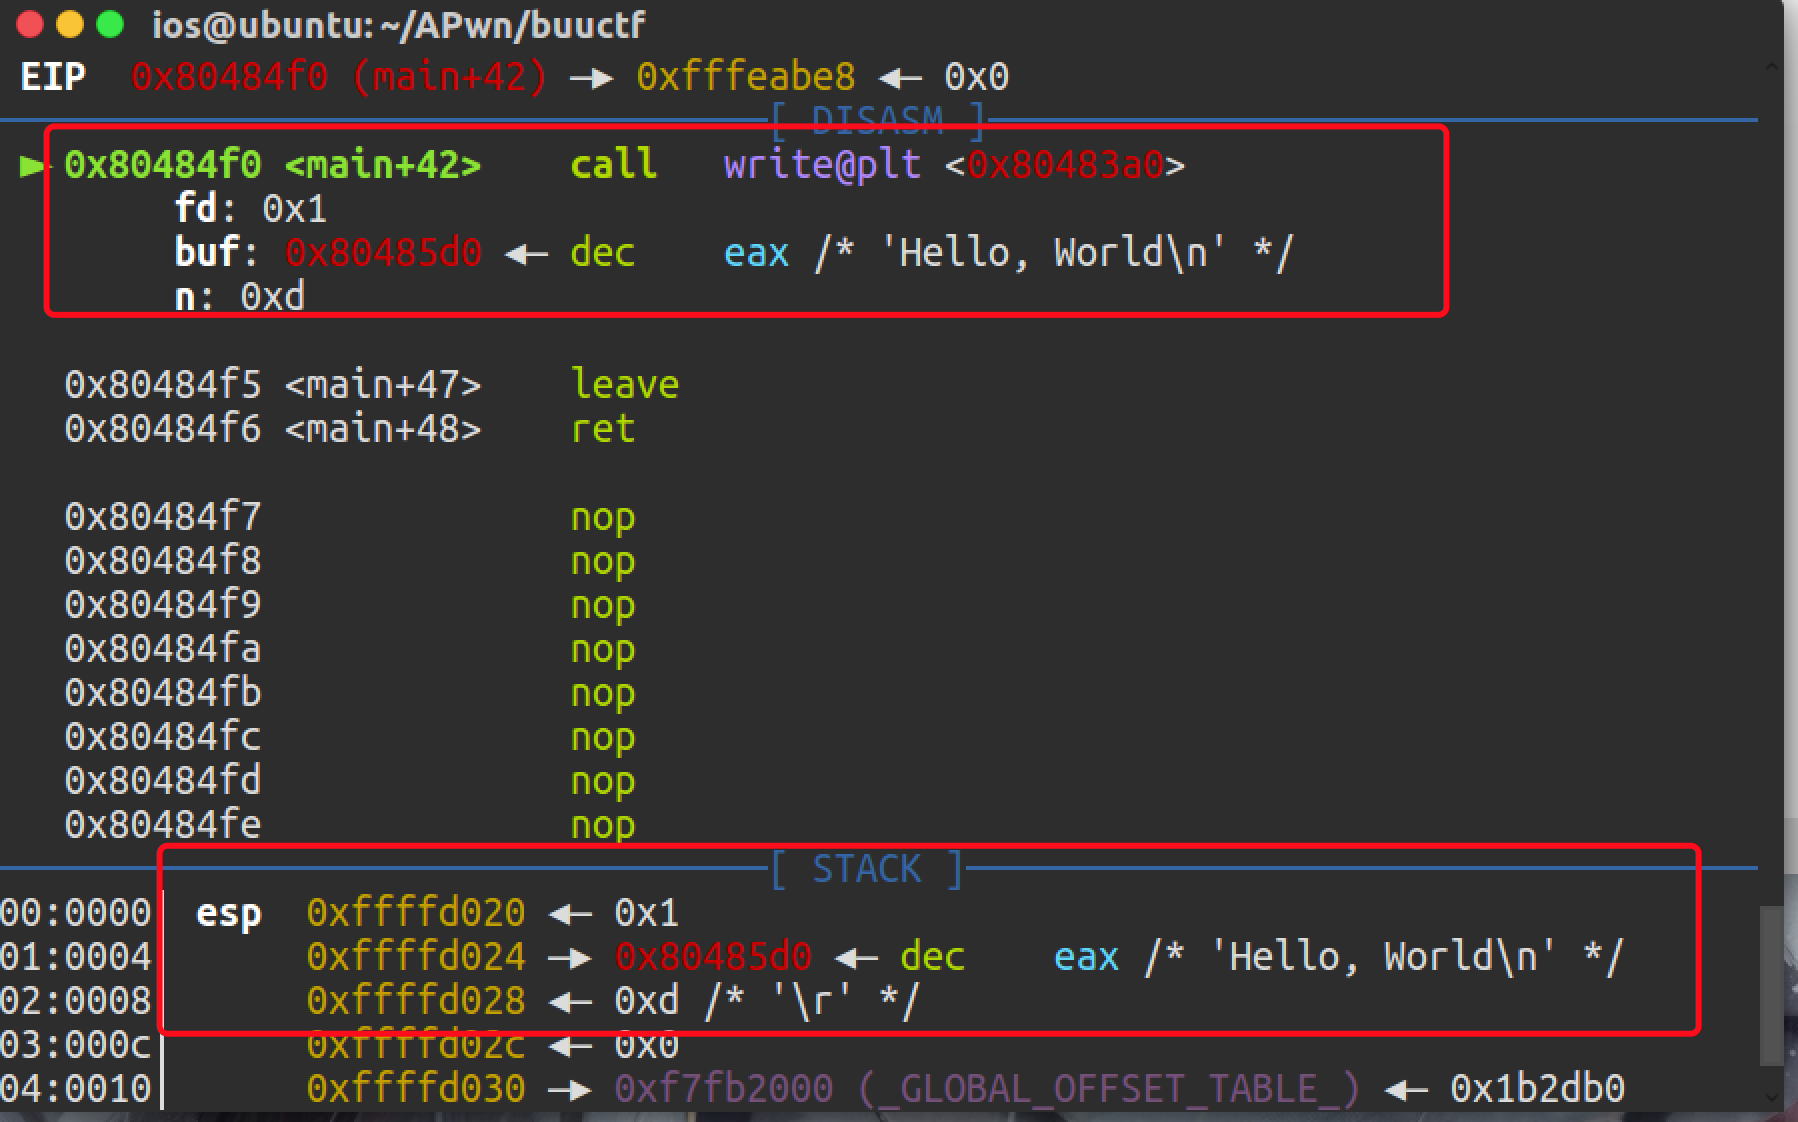 ios@ubuntu: ~/APwn/buuctf
EIP 0x80484f0 (main+42) —▸ 0xfffeabe8 ◂— 0x0
[ DISASM ]
► 0x80484f0 <main+42> call write@plt <0x80483a0>
fd: 0x1
buf: 0x80485d0 ◂— dec eax /* 'Hello, World\n' */
n: 0xd
0x80484f5 <main+47> leave
0x80484f6 <main+48> ret
0x80484f7 nop
0x80484f8 nop
0x80484f9 nop
0x80484fa nop
0x80484fb nop
0x80484fc nop
0x80484fd nop
0x80484fe nop
[ STACK ]
00:0000│ esp 0xffffd020 ◂— 0x1
01:0004│ 0xffffd024 —▸ 0x80485d0 ◂— dec eax /* 'Hello, World\n' */
02:0008│ 0xffffd028 ◂— 0xd /* '\r' */
03:000c│ 0xffffd02c ◂— 0x0
04:0010│ 0xffffd030 —▸ 0xf7fb2000 (_GLOBAL_OFFSET_TABLE_) ◂— 0x1b2db0